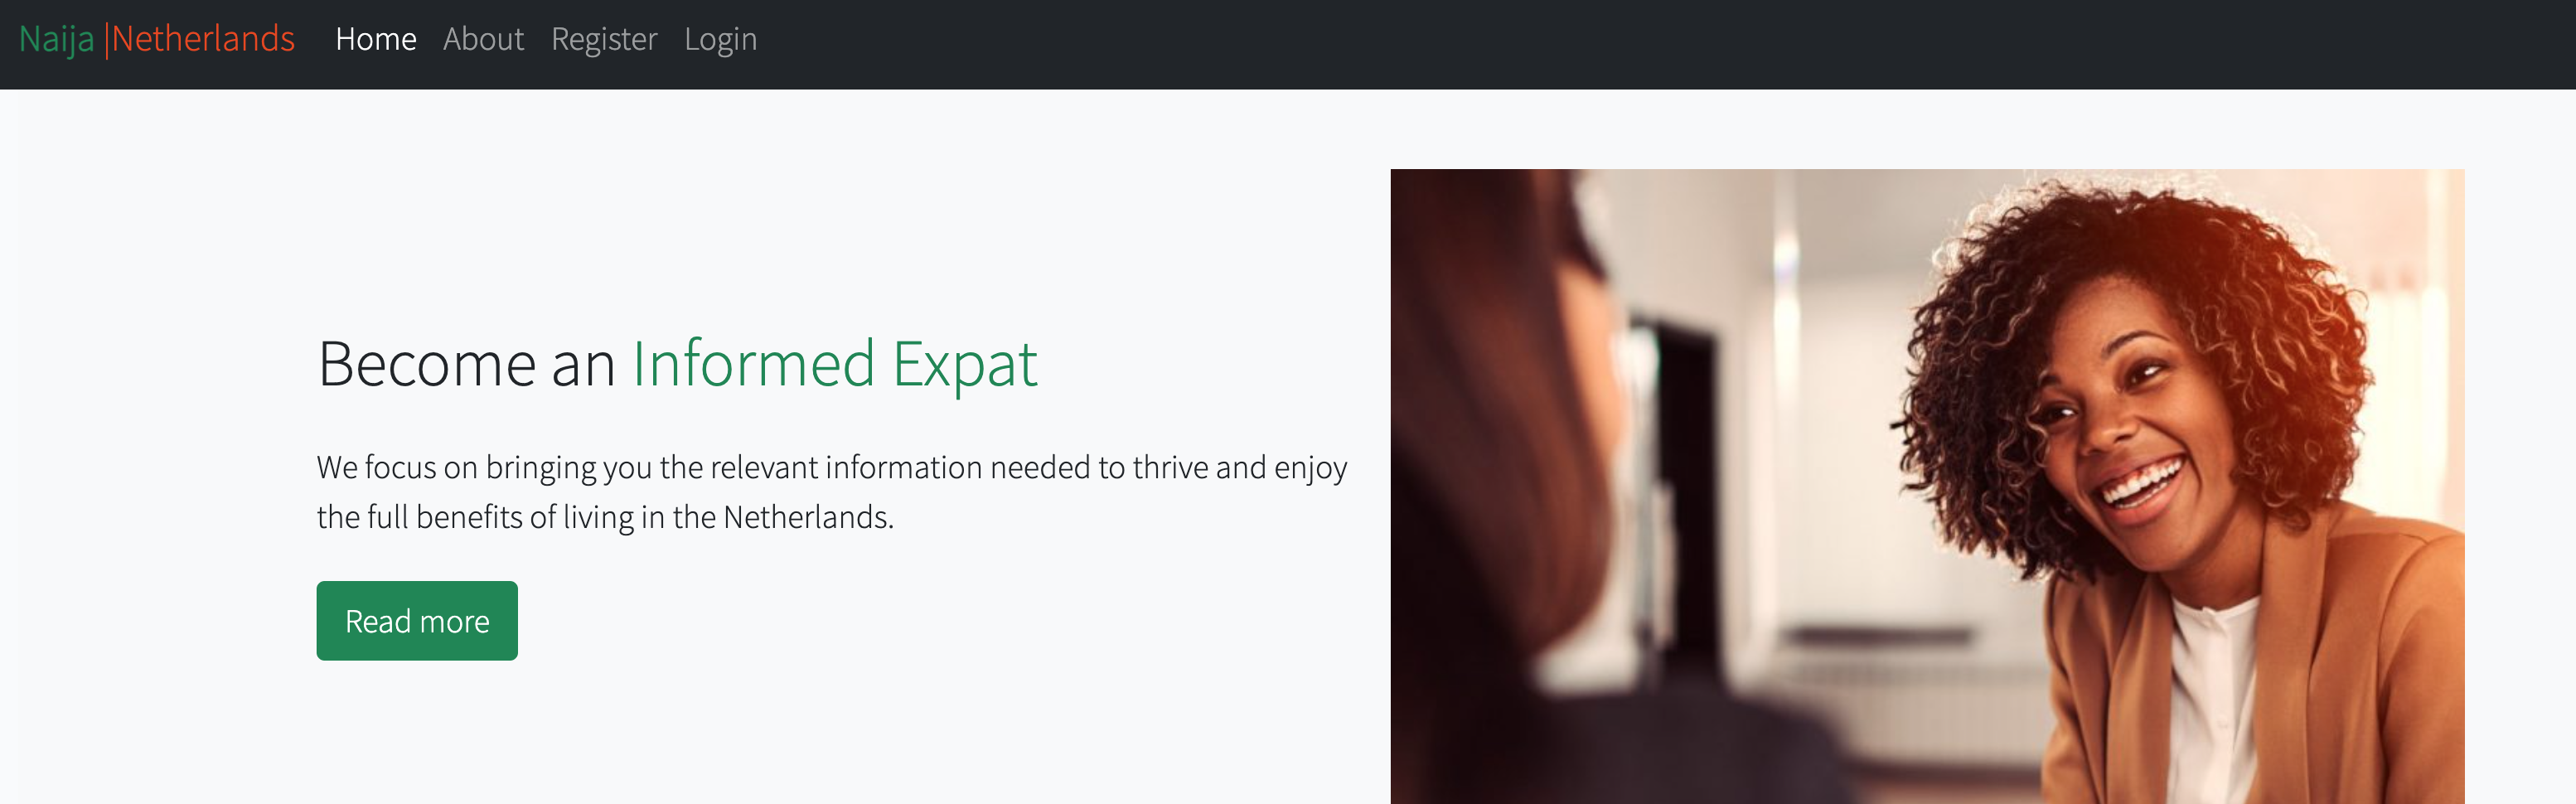 Naija |Netherlands Home About Register Login
Become an Informed Expat
We focus on bringing you the relevant information needed to thrive and enjoy
the full benefits of living in the Netherlands.
Read more